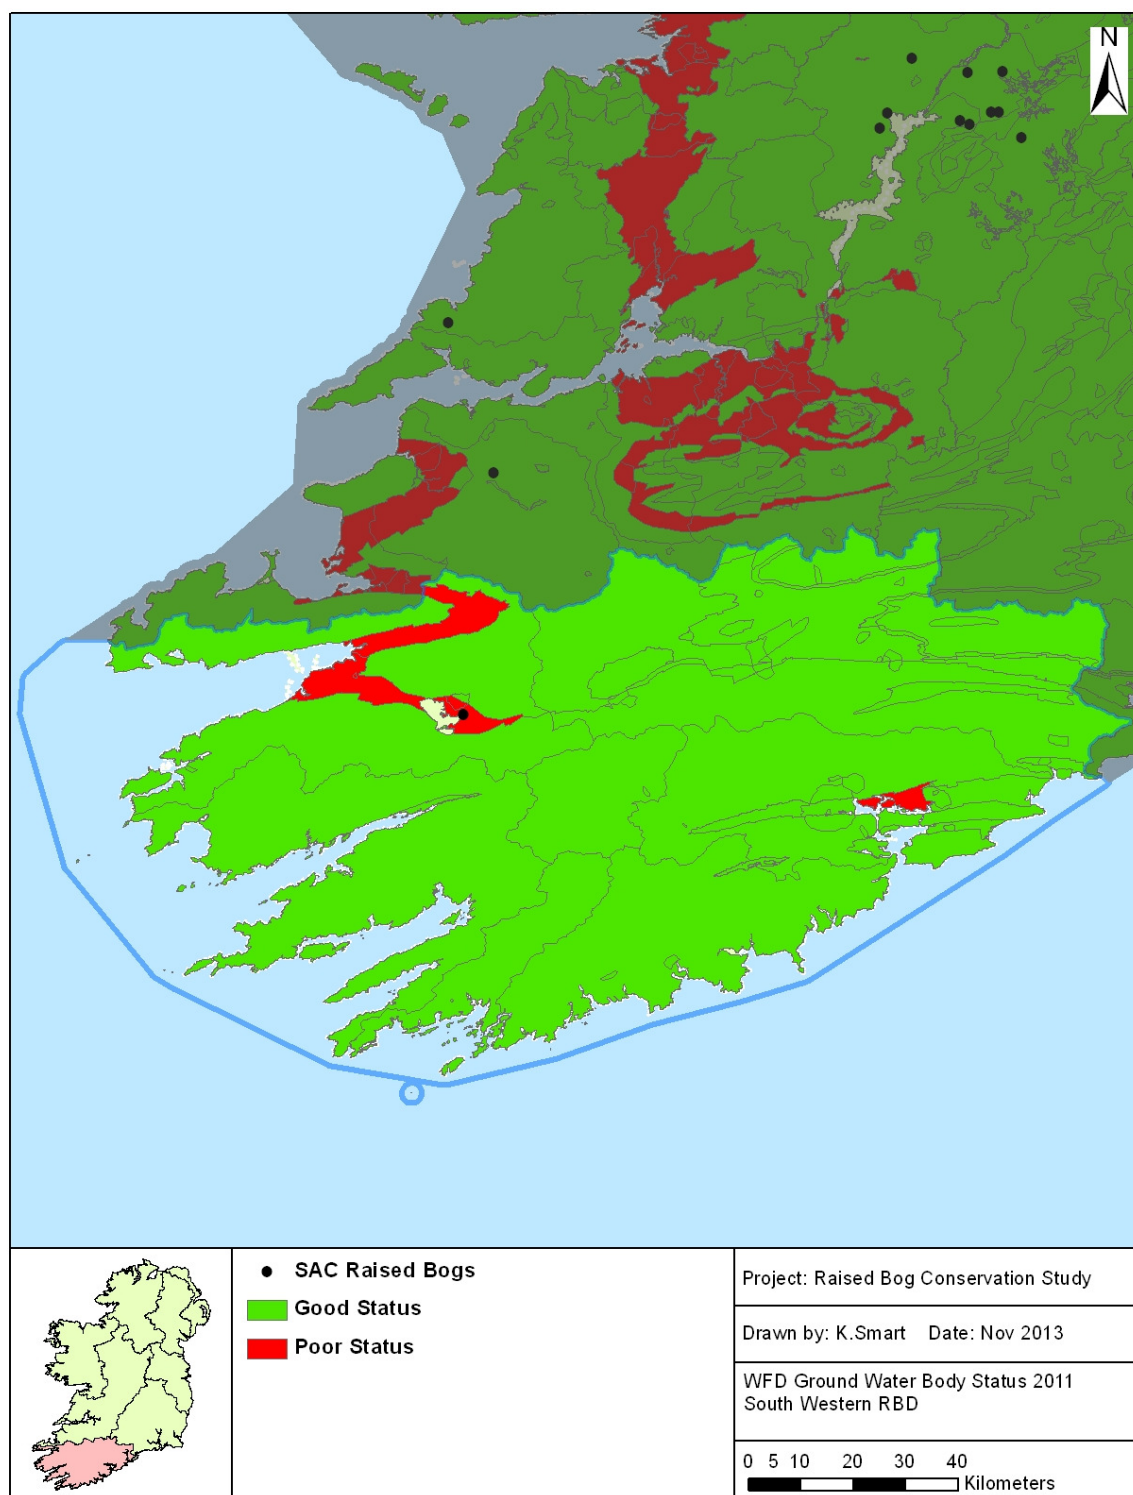 N
SAC Raised Bogs
Good Status
Poor Status
Project: Raised Bog Conservation Study
Drawn by: K.Smart Date: Nov 2013
WFD Ground Water Body Status 2011
South Western RBD
0 5 10 20 30 40
Kilometers